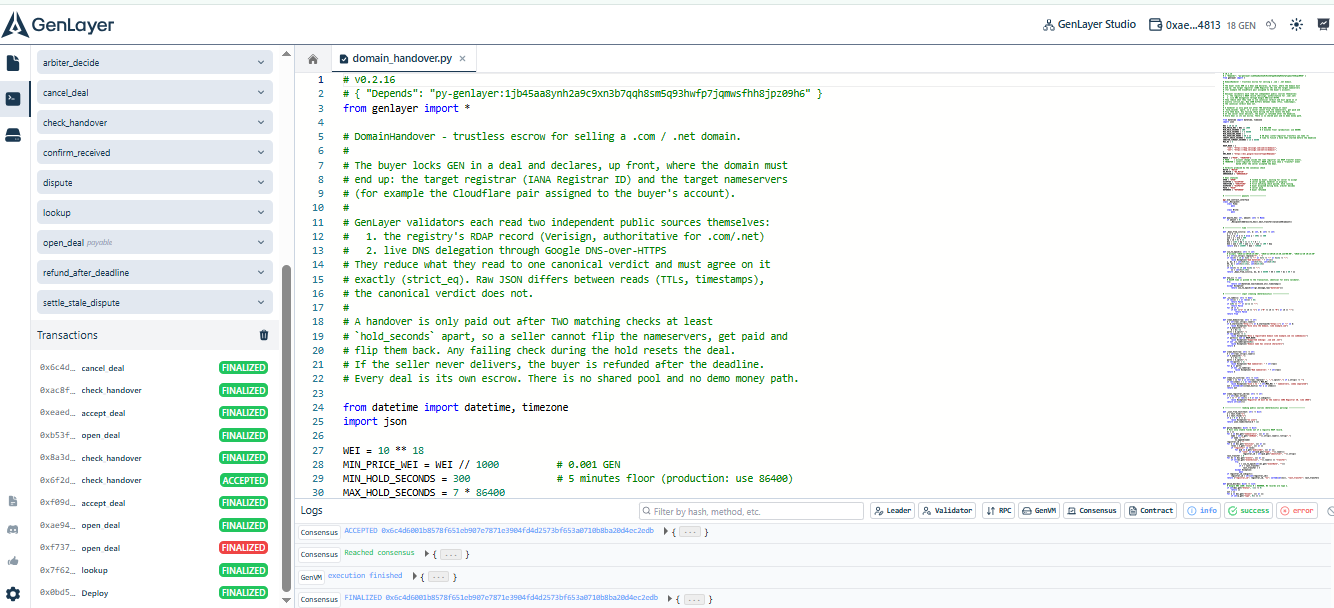 GenLayer
GenLayer Studio
0xae...4813
18 GEN
arbiter_decide
cancel_deal
check_handover
confirm_received
dispute
lookup
open_deal payable
refund_after_deadline
settle_stale_dispute
Transactions
0x6c4d… cancel_deal FINALIZED
0xac8f… check_handover FINALIZED
0xeaed… accept_deal FINALIZED
0xb53f… open_deal FINALIZED
0x8a3d… check_handover FINALIZED
0x6f2d… check_handover ACCEPTED
0xf09d… accept_deal FINALIZED
0xae94… open_deal FINALIZED
0xf737… open_deal FINALIZED
0x7f62… lookup FINALIZED
0x0bd5… Deploy FINALIZED
domain_handover.py
1 # v0.2.16
2 # { "Depends": "py-genlayer:1jb45aa8ynh2a9c9xn3b7qqh8sm5q93hwfp7jqmwsfhh8jpz09h6" }
3 from genlayer import *
4
5 # DomainHandover - trustless escrow for selling a .com / .net domain.
6 #
7 # The buyer locks GEN in a deal and declares, up front, where the domain must
8 # end up: the target registrar (IANA Registrar ID) and the target nameservers
9 # (for example the Cloudflare pair assigned to the buyer's account).
10 #
11 # GenLayer validators each read two independent public sources themselves:
12 #   1. the registry's RDAP record (Verisign, authoritative for .com/.net)
13 #   2. live DNS delegation through Google DNS-over-HTTPS
14 # They reduce what they read to one canonical verdict and must agree on it
15 # exactly (strict_eq). Raw JSON differs between reads (TTLs, timestamps),
16 # the canonical verdict does not.
17 #
18 # A handover is only paid out after TWO matching checks at least
19 # `hold_seconds` apart, so a seller cannot flip the nameservers, get paid and
20 # flip them back. Any failing check during the hold resets the deal.
21 # If the seller never delivers, the buyer is refunded after the deadline.
22 # Every deal is its own escrow. There is no shared pool and no demo money path.
23
24 from datetime import datetime, timezone
25 import json
26
27 WEI = 10 ** 18
28 MIN_PRICE_WEI = WEI // 1000 # 0.001 GEN
29 MIN_HOLD_SECONDS = 300 # 5 minutes floor (production: use 86400)
30 MAX_HOLD_SECONDS = 7 * 86400
Logs
Filter by hash, method, etc.
Leader
Validator
RPC
GenVM
Consensus
Contract
info
success
error
Consensus ACCEPTED 0x6c4d6001b8578f651eb907e7871e3904fd4d2573bf653a0710b8ba20d4ec2edb { ... }
Consensus Reached consensus { ... }
GenVM execution finished { ... }
Consensus FINALIZED 0x6c4d6001b8578f651eb907e7871e3904fd4d2573bf653a0710b8ba20d4ec2edb { ... }